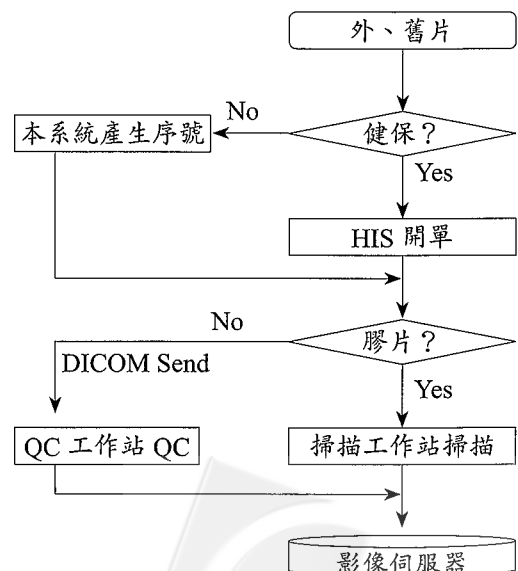 外、舊片
No
本系統產生序號
健保？
Yes
HIS 開單
No
膠片？
DICOM Send
Yes
QC 工作站 QC
掃描工作站掃描
影像伺服器